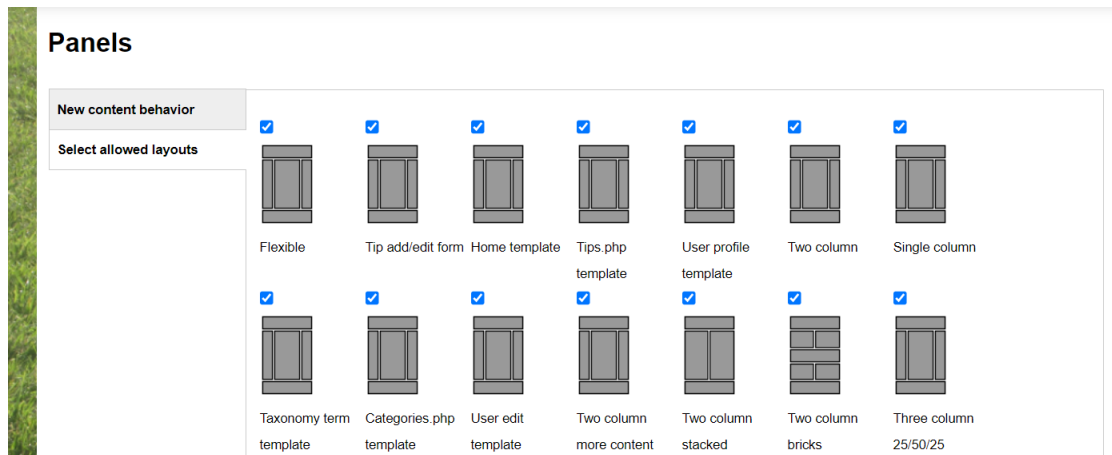 Panels
New content behavior
Select allowed layouts
Flexible
Tip add/edit form
Home template
Tips.php
template
User profile
template
Two column
Single column
Taxonomy term
template
Categories.php
template
User edit
template
Two column
more content
Two column
stacked
Two column
bricks
Three column
25/50/25